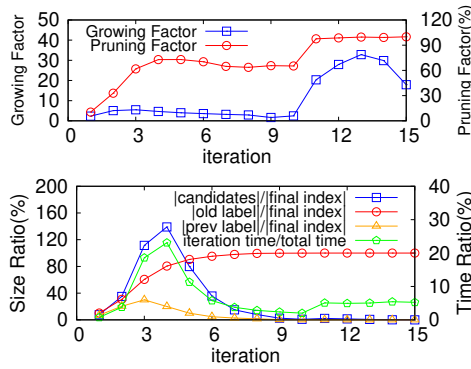 50 120
40 90
30 60
20 30
10 0
0
Growing Factor
Pruning Factor(%)
Growing Factor
Pruning Factor
0 3 6 9 12 15
iteration
200 40
160 30
120 20
80 10
40 0
0
Size Ratio(%)
Time Ratio(%)
|candidates|/|final index|
|old label|/|final index|
|prev label|/|final index|
iteration time/total time
0 3 6 9 12 15
iteration